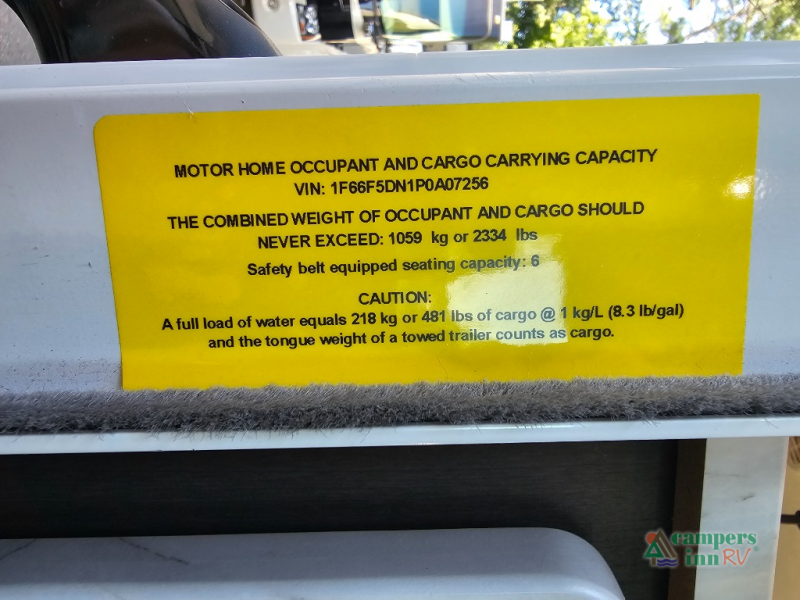 MOTOR HOME OCCUPANT AND CARGO CARRYING CAPACITY
VIN: 1F66F5DN1P0A07256
THE COMBINED WEIGHT OF OCCUPANT AND CARGO SHOULD
NEVER EXCEED: 1059 kg or 2334 lbs
Safety belt equipped seating capacity: 6
CAUTION:
A full load of water equals 218 kg or 481 lbs of cargo @ 1 kg/L (8.3 lb/gal)
and the tongue weight of a towed trailer counts as cargo.
campers
inn RV